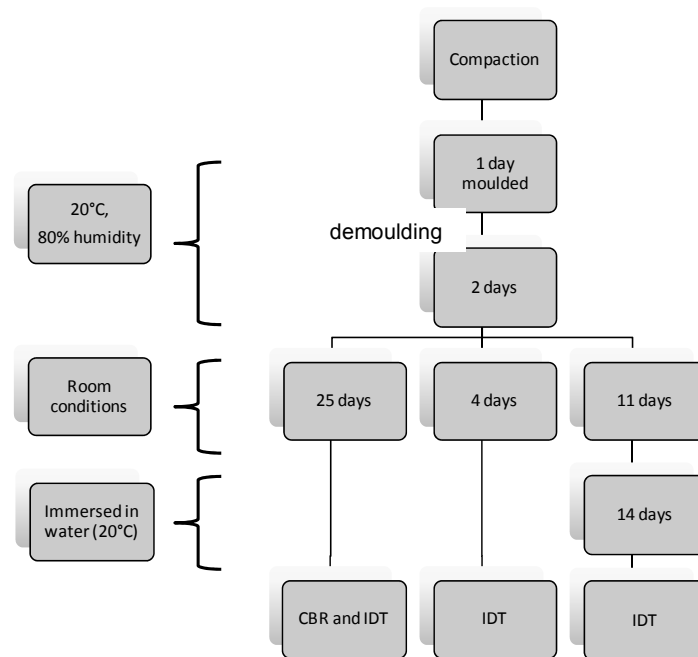 Compaction
1 day
moulded
20°C,
80% humidity
demoulding
2 days
Room
conditions
25 days
4 days
11 days
Immersed in
water (20°C)
14 days
CBR and IDT
IDT
IDT